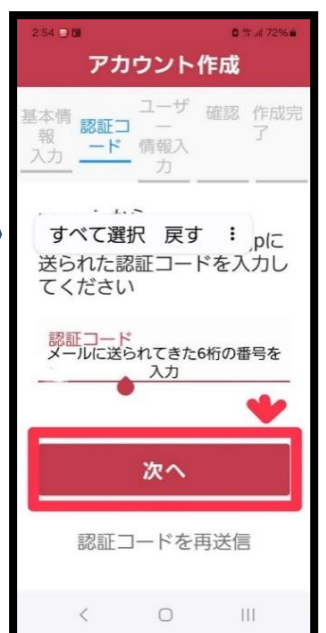 2:54
72%
アカウント作成
基本情
報
入力
認証コ
ード
ユーザ
ー
情報入
力
確認
作成完
了
から
すべて選択 戻す
pに
送られた認証コードを入力し
てください
認証コード
メールに送られてきた6桁の番号を
入力
次へ
認証コードを再送信